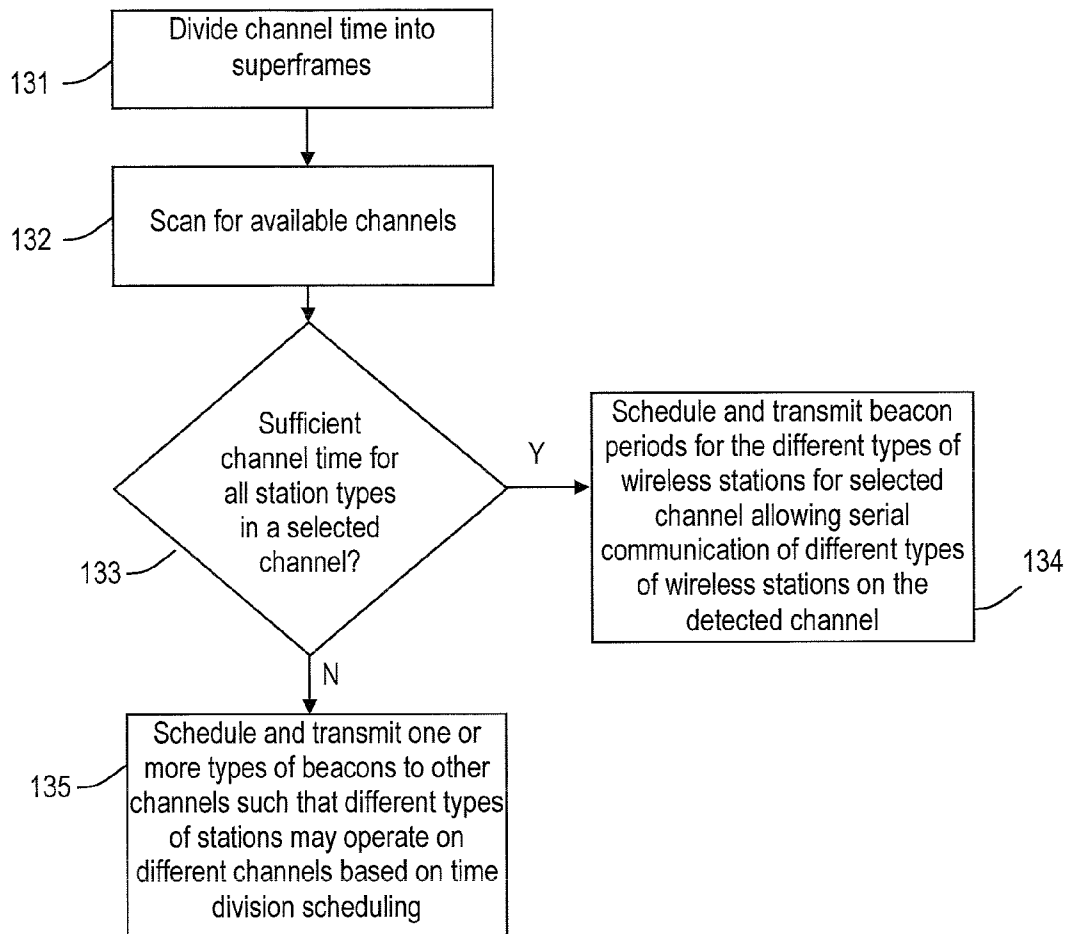 Divide channel time into
superframes
131
Scan for available channels
132
Sufficient
channel time for
all station types
in a selected
channel?
133
Y
Schedule and transmit beacon
periods for the different types of
wireless stations for selected
channel allowing serial
communication of different types
of wireless stations on the
detected channel
134
N
Schedule and transmit one or
more types of beacons to other
channels such that different types
of stations may operate on
different channels based on time
division scheduling
135